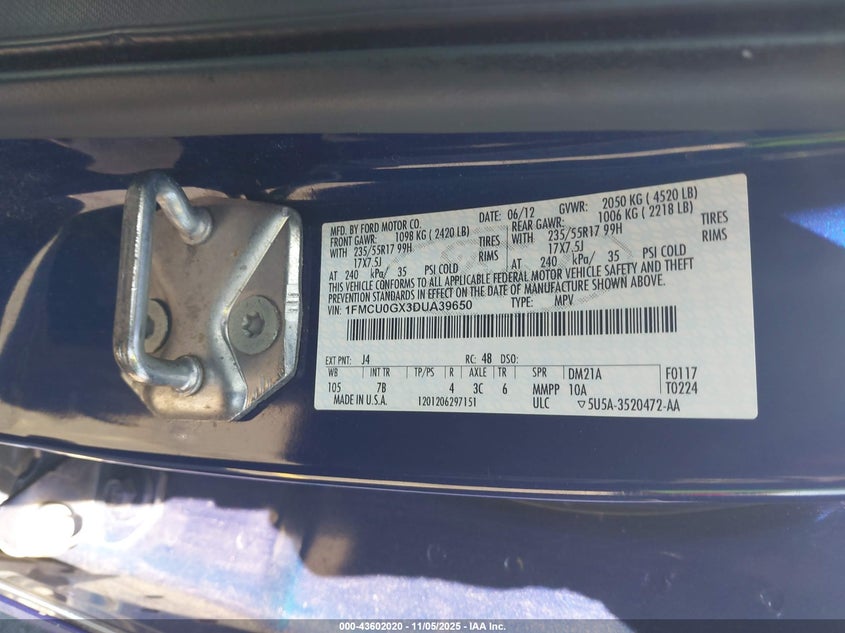 MFD. BY FORD MOTOR CO. DATE: 06/12 GVWR: 2050 KG ( 4520 LB)
FRONT GAWR: 1098 KG ( 2420 LB) REAR GAWR: 1006 KG ( 2218 LB)
WITH 235/55R17 99H TIRES WITH 235/55R17 99H TIRES
17X7.5J RIMS 17X7.5J RIMS
AT 240 kPa/ 35 PSI COLD AT 240 kPa/ 35 PSI COLD
THIS VEHICLE CONFORMS TO ALL APPLICABLE FEDERAL MOTOR VEHICLE SAFETY AND THEFT
PREVENTION STANDARDS IN EFFECT ON THE DATE OF MANUFACTURE SHOWN ABOVE.
VIN: 1FMCU0GX3DUA39650 TYPE: MPV
EXT PNT: J4 RC: 48 DSO:
WB INT TR TP/PS R AXLE TR SPR DM21A F0117
105 7B 4 3C 6 MMPP 10A T0224
MADE IN U.S.A. 1201206297151 ULC ▽5U5A-3520472-AA
000-43602020 | 11/05/2025 - © IAA Inc.